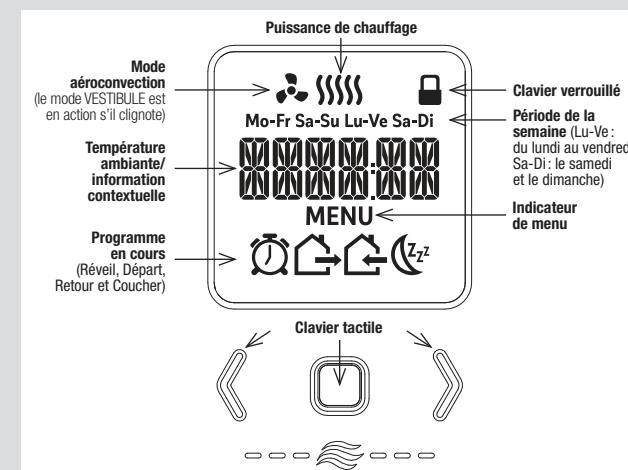 Puissance de chauffage
Mode
aéroconvection
(le mode VESTIBULE est
en action s'il clignote)
Clavier verrouillé
Mo-Fr Sa-Su Lu-Ve Sa-Di
Période de la
semaine (Lu-Ve :
du lundi au vendred
Sa-Di : le samedi
et le dimanche)
Température
ambiante/
information
contextuelle
MENU
Indicateur
de menu
Programme
en cours
(Réveil, Départ,
Retour et Coucher)
Zzz
Clavier tactile